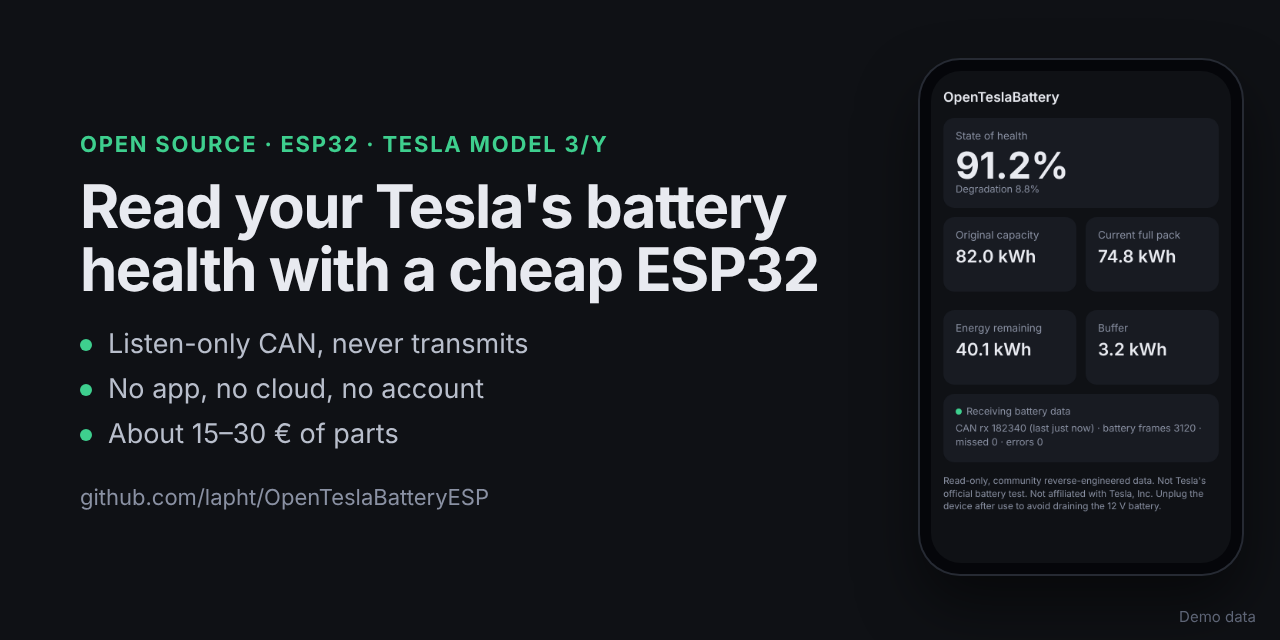 OPEN SOURCE · ESP32 · TESLA MODEL 3/Y
Read your Tesla's battery
health with a cheap ESP32
Listen-only CAN, never transmits
No app, no cloud, no account
About 15–30 € of parts
github.com/lapht/OpenTeslaBatteryESP
OpenTeslaBattery
State of health
91.2%
Degradation 8.8%
Original capacity
82.0 kWh
Current full pack
74.8 kWh
Energy remaining
40.1 kWh
Buffer
3.2 kWh
Receiving battery data
CAN rx 182340 (last just now) · battery frames 3120 ·
missed 0 · errors 0
Read-only, community reverse-engineered data. Not Tesla's
official battery test. Not affiliated with Tesla, Inc. Unplug the
device after use to avoid draining the 12 V battery.
Demo data